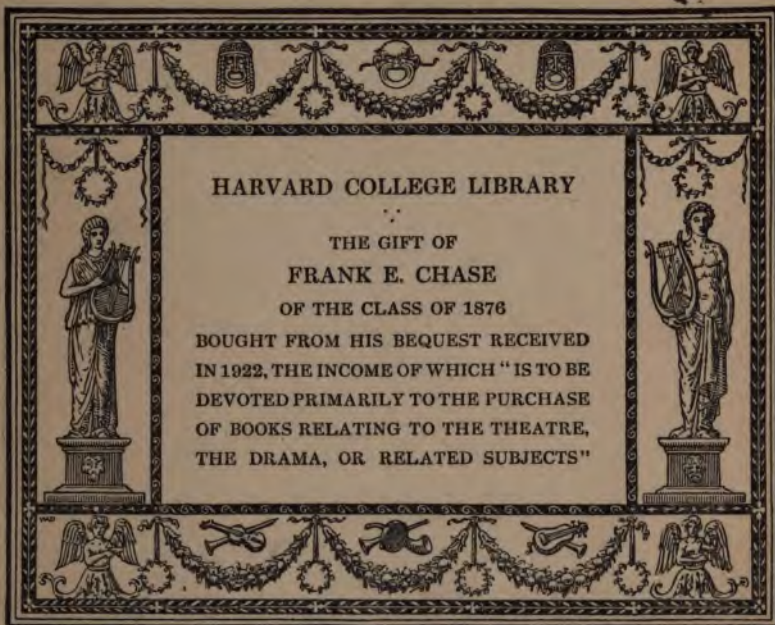 HARVARD COLLEGE LIBRARY
THE GIFT OF
FRANK E. CHASE
OF THE CLASS OF 1876
BOUGHT FROM HIS BEQUEST RECEIVED
IN 1922, THE INCOME OF WHICH "IS TO BE
DEVOTED PRIMARILY TO THE PURCHASE
OF BOOKS RELATING TO THE THEATRE,
THE DRAMA, OR RELATED SUBJECTS"